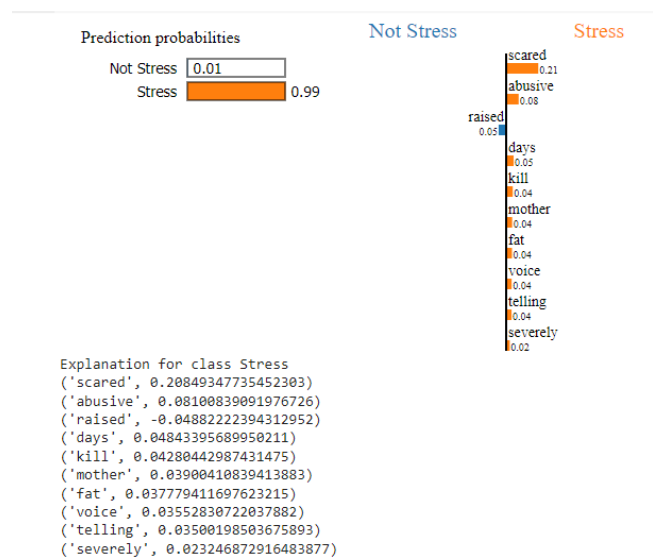 Prediction probabilities
Not Stress 0.01
Stress 0.99
Not Stress Stress
scared
0.21
abusive
0.08
raised
0.05
days
0.05
kill
0.04
mother
0.04
fat
0.04
voice
0.04
telling
0.04
severely
0.02
Explanation for class Stress
('scared', 0.20849347735452303)
('abusive', 0.08100839091976726)
('raised', -0.04882222394312952)
('days', 0.04843395689950211)
('kill', 0.04280442987431475)
('mother', 0.03900410839413883)
('fat', 0.037779411697623215)
('voice', 0.03552830722037882)
('telling', 0.03500198503675893)
('severely', 0.023246872916483877)